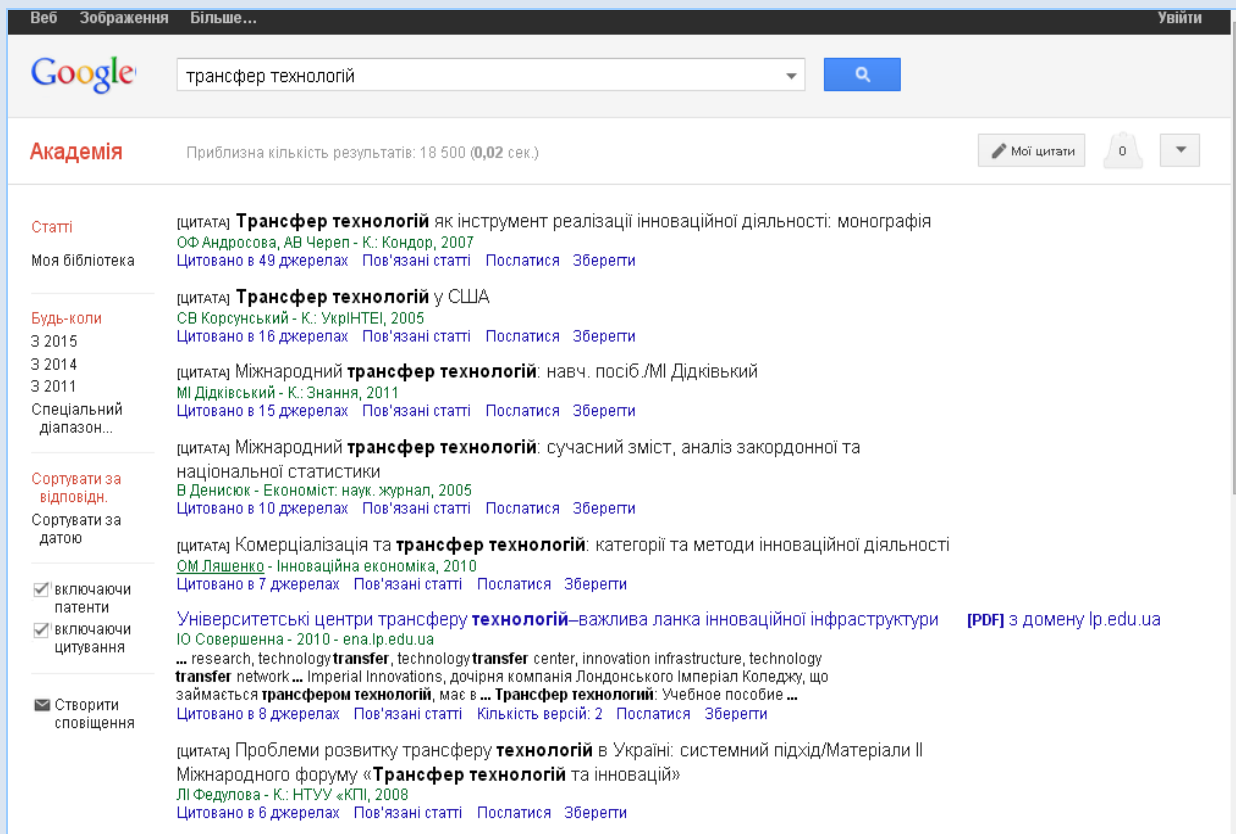 Веб Зображення Більше... Увійти
Google трансфер технологій
Академія Приблизна кількість результатів: 18 500 (0,02 сек.) Мої цитати 0
Статті
Моя бібліотека
Будь-коли
З 2015
З 2014
З 2011
Спеціальний
діапазон...
Сортувати за
відповідн.
Сортувати за
датою
включаючи
патенти
включаючи
цитування
Створити
сповіщення
[ЦИТАТА] Трансфер технологій як інструмент реалізації інноваційної діяльності: монографія
ОФ Андросова, АВ Череп - К.: Кондор, 2007
Цитовано в 49 джерелах Пов'язані статті Послатися Зберегти
[ЦИТАТА] Трансфер технологій у США
СВ Корсунський - К.: УкрІНТЕІ, 2005
Цитовано в 16 джерелах Пов'язані статті Послатися Зберегти
[ЦИТАТА] Міжнародний трансфер технологій: навч. посіб./МІ Дідківький
МІ Дідківський - К.: Знання, 2011
Цитовано в 15 джерелах Пов'язані статті Послатися Зберегти
[ЦИТАТА] Міжнародний трансфер технологій: сучасний зміст, аналіз закордонної та
національної статистики
В Денисюк - Економіст: наук. журнал, 2005
Цитовано в 10 джерелах Пов'язані статті Послатися Зберегти
[ЦИТАТА] Комерціалізація та трансфер технологій: категорії та методи інноваційної діяльності
ОМ Ляшенко - Інноваційна економіка, 2010
Цитовано в 7 джерелах Пов'язані статті Послатися Зберегти
Університетські центри трансферу технологій–важлива ланка інноваційної інфраструктури [PDF] з домену lp.edu.ua
ІО Совершенна - 2010 - ena.lp.edu.ua
... research, technology transfer, technology transfer center, innovation infrastructure, technology
transfer network ... Imperial Innovations, дочірня компанія Лондонського Імперіал Коледжу, що
займається трансфером технологій, має в ... Трансфер технологий: Учебное пособие ...
Цитовано в 8 джерелах Пов'язані статті Кількість версій: 2 Послатися Зберегти
[ЦИТАТА] Проблеми розвитку трансферу технологій в Україні: системний підхід/Матеріали ІІ
Міжнародного форуму «Трансфер технологій та інновацій»
ЛІ Федулова - К.: НТУУ «КПІ, 2008
Цитовано в 6 джерелах Пов'язані статті Послатися Зберегти